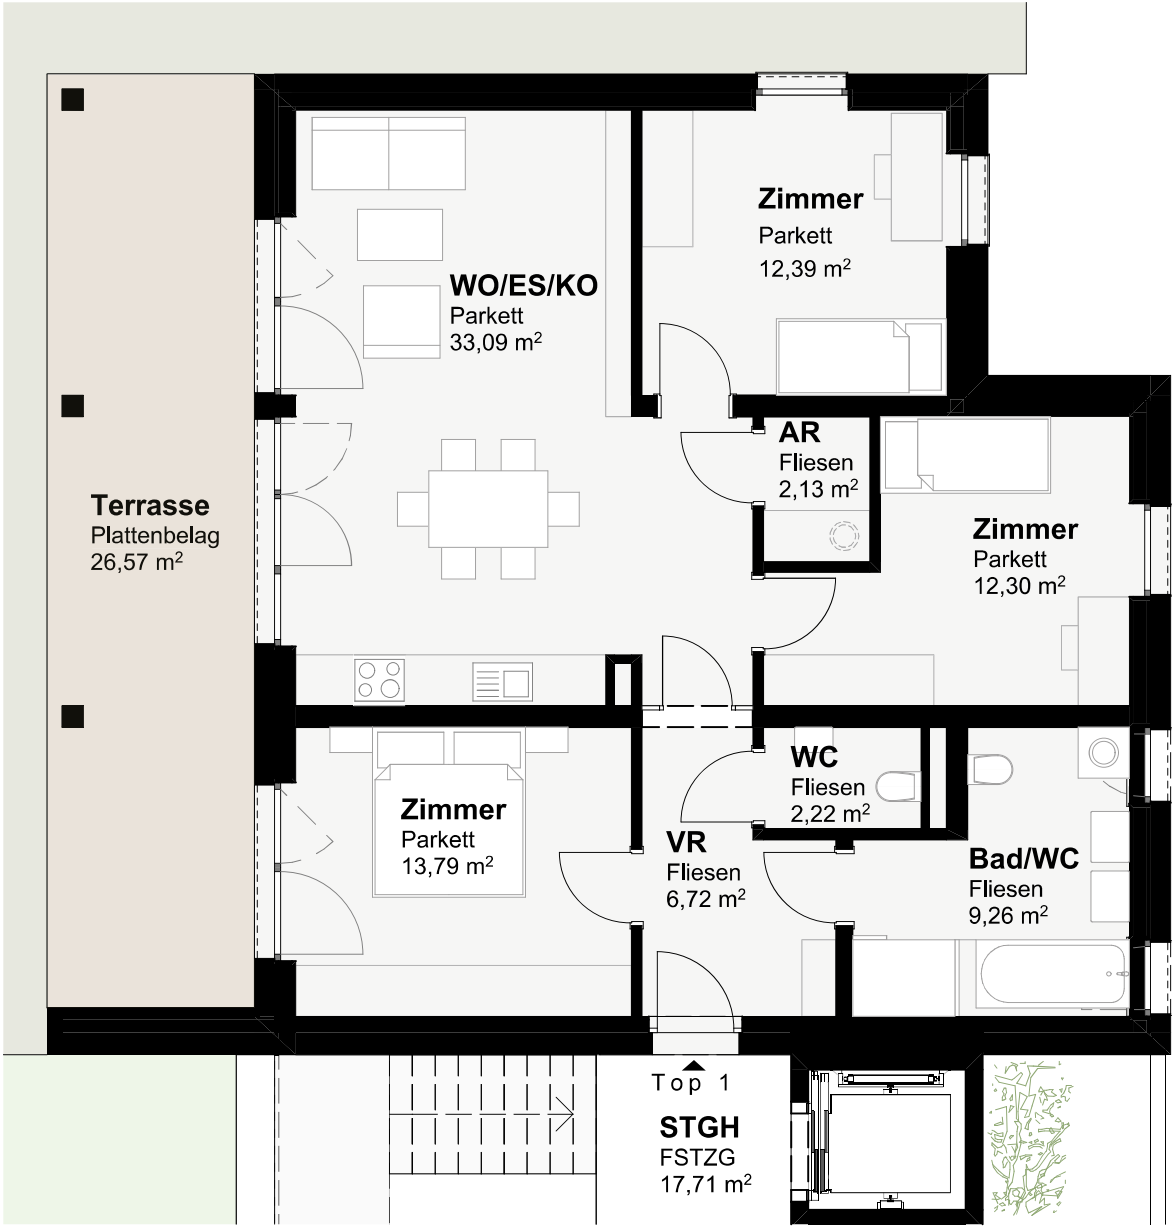 Zimmer
Parkett
12,39 m²
WO/ES/KO
Parkett
33,09 m²
AR
Fliesen
2,13 m²
Terrasse
Plattenbelag
26,57 m²
Zimmer
Parkett
12,30 m²
WC
Fliesen
2,22 m²
Zimmer
Parkett
13,79 m²
VR
Fliesen
6,72 m²
Bad/WC
Fliesen
9,26 m²
Top 1
STGH
FSTZG
17,71 m²